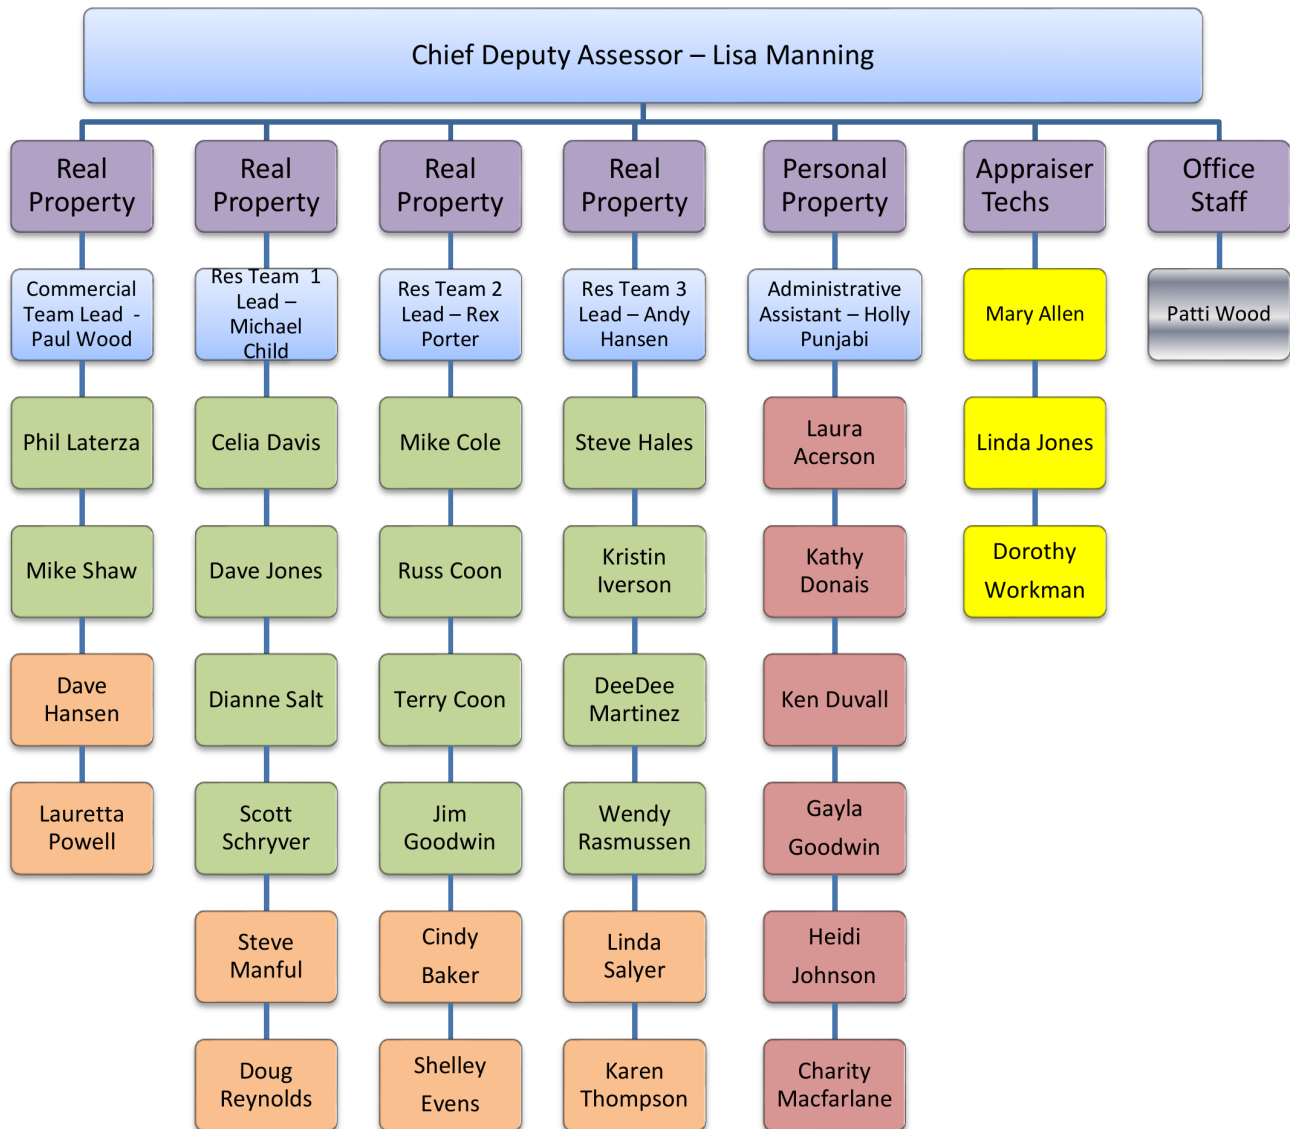 Chief Deputy Assessor – Lisa Manning
Real
Property
Real
Property
Real
Property
Real
Property
Personal
Property
Appraiser
Techs
Office
Staff
Commercial
Team Lead -
Paul Wood
Res Team 1
Lead –
Michael
Child
Res Team 2
Lead – Rex
Porter
Res Team 3
Lead – Andy
Hansen
Administrative
Assistant – Holly
Punjabi
Mary Allen
Patti Wood
Phil Laterza
Celia Davis
Mike Cole
Steve Hales
Laura
Acerson
Linda Jones
Mike Shaw
Dave Jones
Russ Coon
Kristin
Iverson
Kathy
Donais
Dorothy
Workman
Dave
Hansen
Dianne Salt
Terry Coon
DeeDee
Martinez
Ken Duvall
Lauretta
Powell
Scott
Schryver
Jim
Goodwin
Wendy
Rasmussen
Gayla
Goodwin
Steve
Manful
Cindy
Baker
Linda
Salyer
Heidi
Johnson
Doug
Reynolds
Shelley
Evens
Karen
Thompson
Charity
Macfarlane